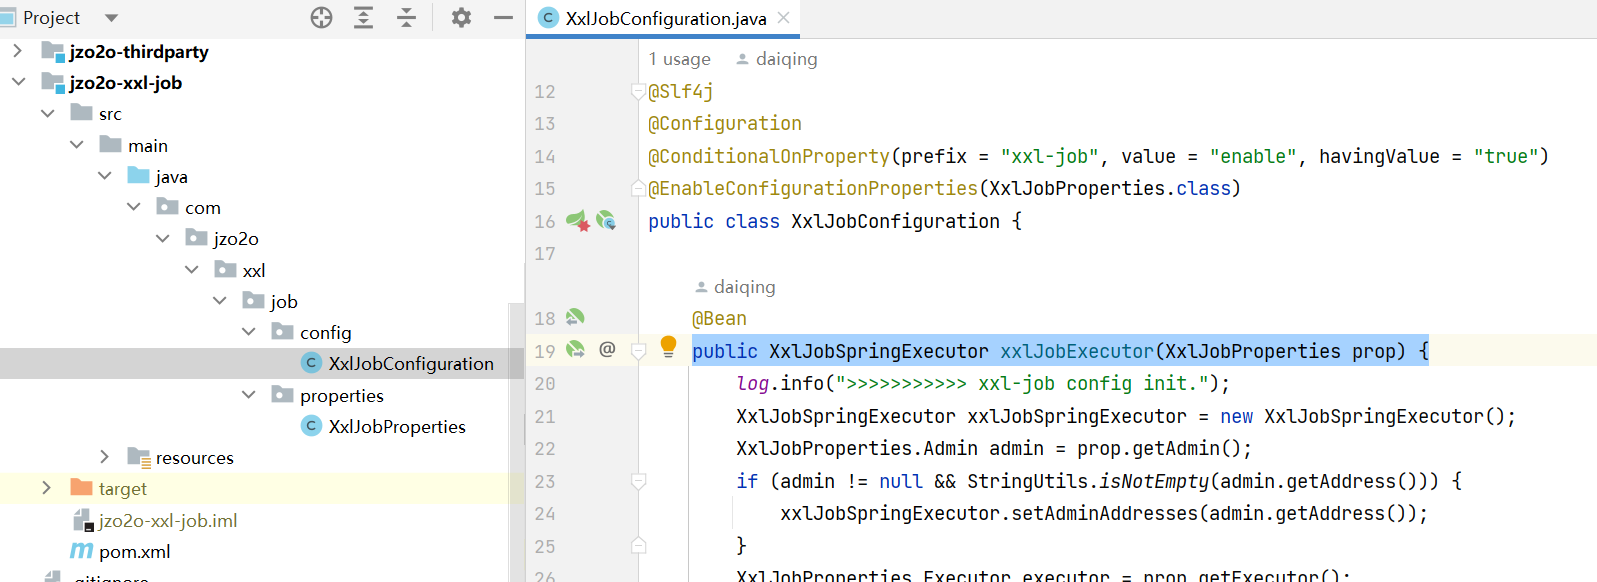 Project
jzo2o-thirdparty
jzo2o-xxl-job
src
main
java
com
jzo2o
xxl
job
config
XxlJobConfiguration
properties
XxlJobProperties
resources
target
jzo2o-xxl-job.iml
pom.xml
.gitignore
XxlJobConfiguration.java
1 usage daiqing
12 @Slf4j
13 @Configuration
14 @ConditionalOnProperty(prefix = "xxl-job", value = "enable", havingValue = "true")
15 @EnableConfigurationProperties(XxlJobProperties.class)
16 public class XxlJobConfiguration {
17
daiqing
18 @Bean
19 @ public XxlJobSpringExecutor xxlJobExecutor(XxlJobProperties prop) {
20 log.info(">>>>>>>>>>> xxl-job config init.");
21 XxlJobSpringExecutor xxlJobSpringExecutor = new XxlJobSpringExecutor();
22 XxlJobProperties.Admin admin = prop.getAdmin();
23 if (admin != null && StringUtils.isNotEmpty(admin.getAddress())) {
24 xxlJobSpringExecutor.setAdminAddresses(admin.getAddress());
25 }
26 XxlJobProperties.Executor executor = prop.getExecutor();